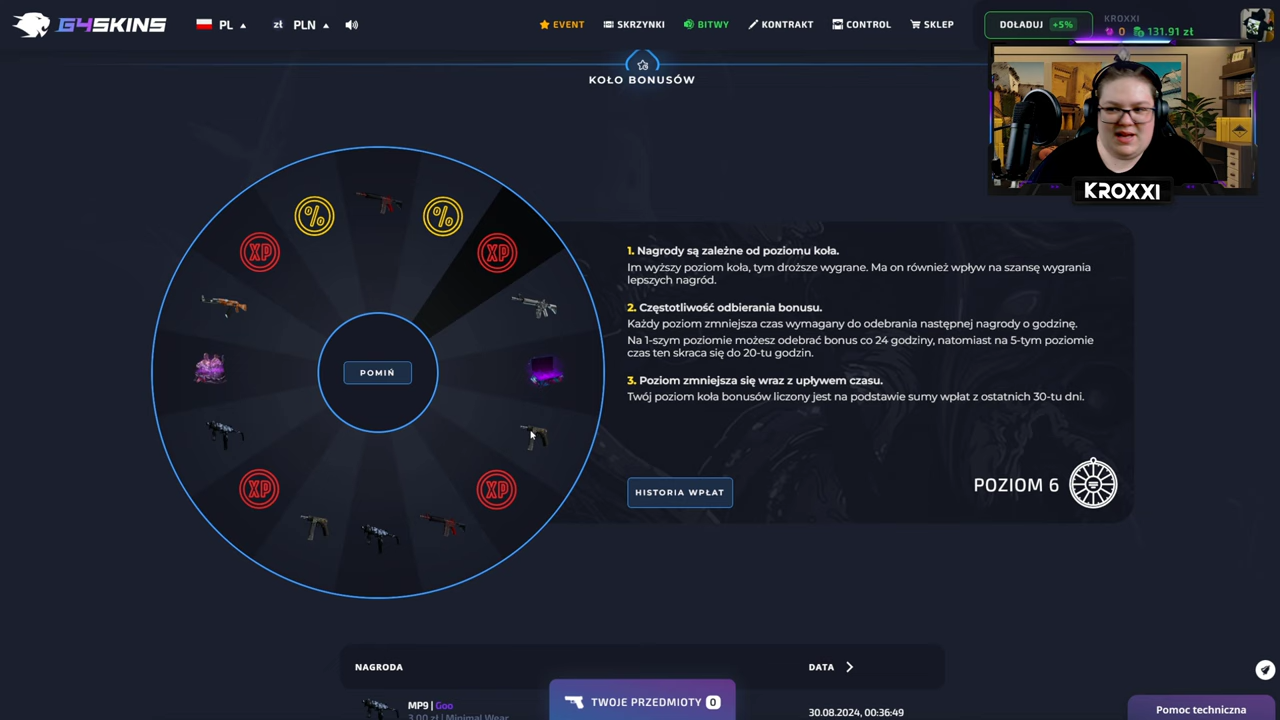 G4SKINS
PL
zł PLN
EVENT
SKRZYNKI
BITWY
KONTRAKT
CONTROL
SKLEP
DOŁADUJ +5%
KROXXI
0 131.91 zł
KOŁO BONUSÓW
KROXXI
%
%
XP
XP
XP
XP
POMIŃ
1. Nagrody są zależne od poziomu koła.
Im wyższy poziom koła, tym droższe wygrane. Ma on również wpływ na szansę wygrania
lepszych nagród.
2. Częstotliwość odbierania bonusu.
Każdy poziom zmniejsza czas wymagany do odebrania następnej nagrody o godzinę.
Na 1-szym poziomie możesz odebrać bonus co 24 godziny, natomiast na 5-tym poziomie
czas ten skraca się do 20-tu godzin.
3. Poziom zmniejsza się wraz z upływem czasu.
Twój poziom koła bonusów liczony jest na podstawie sumy wpłat z ostatnich 30-tu dni.
HISTORIA WPŁAT
POZIOM 6
NAGRODA
DATA
MP9 | Goo
3.00 zł | Minimal Wear
30.08.2024, 00:36:49
TWOJE PRZEDMIOTY 0
Pomoc techniczna